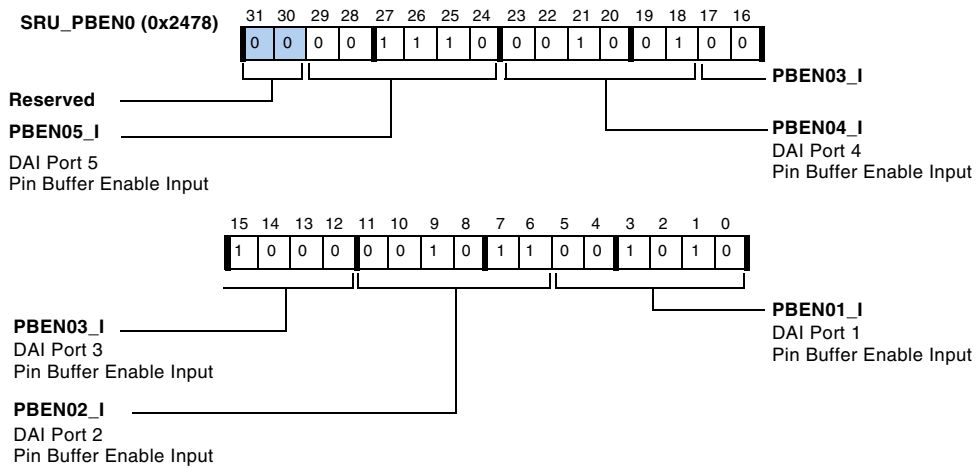 SRU_PBEN0 (0x2478)
31 30 29 28 27 26 25 24 23 22 21 20 19 18 17 16
0 0 0 0 1 1 1 0 0 0 1 0 0 1 0 0
Reserved
PBEN05_I
DAI Port 5
Pin Buffer Enable Input
PBEN03_I
PBEN04_I
DAI Port 4
Pin Buffer Enable Input
15 14 13 12 11 10 9 8 7 6 5 4 3 2 1 0
1 0 0 0 0 0 1 0 1 1 0 0 1 0 1 0
PBEN03_I
DAI Port 3
Pin Buffer Enable Input
PBEN02_I
DAI Port 2
Pin Buffer Enable Input
PBEN01_I
DAI Port 1
Pin Buffer Enable Input